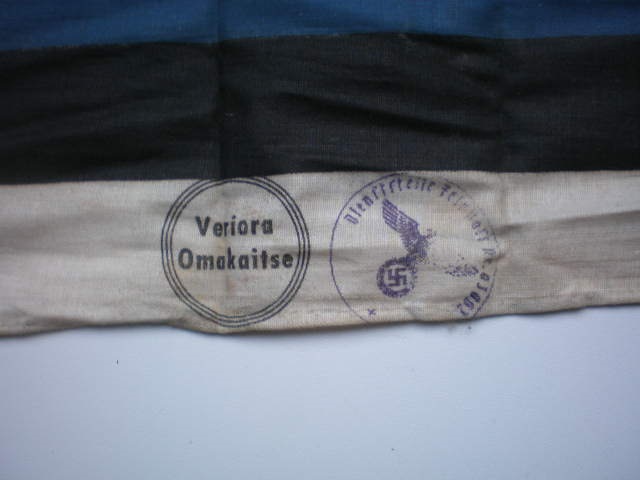 Veriora
Omakaitse
Dienststelle Feldpost Nr.